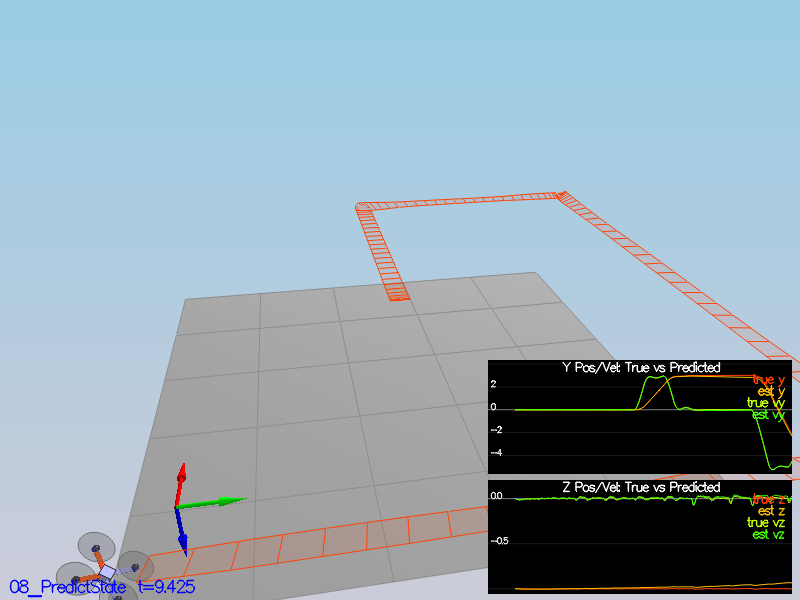 Y Pos/Vel: True vs Predicted
true y
est y
true vy
est vy
2
0
−2
−4
Z Pos/Vel: True vs Predicted
0.0
true z
est z
true vz
est vz
−0.5
08_PredictState t=9.425